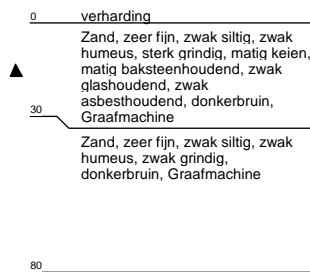 0 verharding
Zand, zeer fijn, zwak siltig, zwak
humeus, sterk grindig, matig keien,
matig baksteenhoudend, zwak
glashoudend, zwak
asbesthoudend, donkerbruin,
30 Graafmachine
Zand, zeer fijn, zwak siltig, zwak
humeus, zwak grindig,
donkerbruin, Graafmachine
80